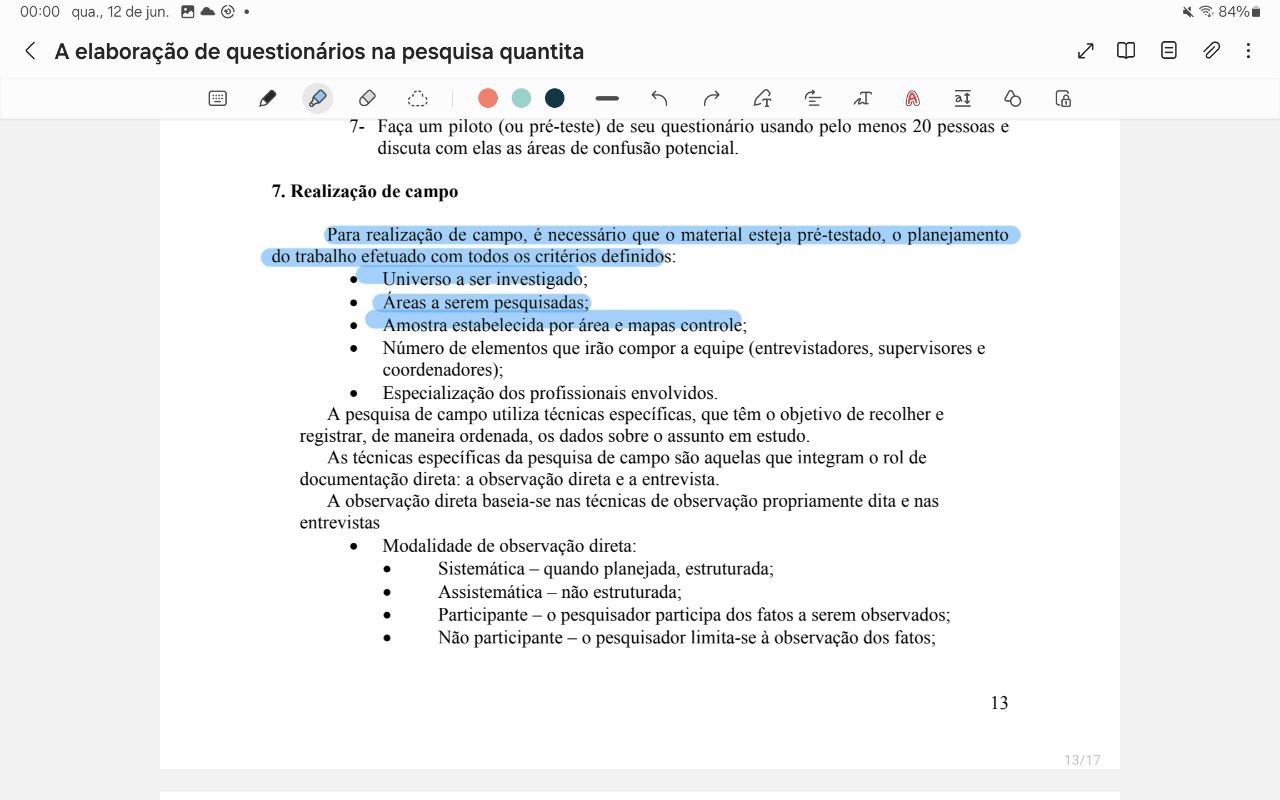 00:00 qua., 12 de jun. • 84%
A elaboração de questionários na pesquisa quantita
7- Faça um piloto (ou pré-teste) de seu questionário usando pelo menos 20 pessoas e
discuta com elas as áreas de confusão potencial.
7. Realização de campo
Para realização de campo, é necessário que o material esteja pré-testado, o planejamento
do trabalho efetuado com todos os critérios definidos:
• Universo a ser investigado;
• Áreas a serem pesquisadas;
• Amostra estabelecida por área e mapas controle;
• Número de elementos que irão compor a equipe (entrevistadores, supervisores e
coordenadores);
• Especialização dos profissionais envolvidos.
A pesquisa de campo utiliza técnicas específicas, que têm o objetivo de recolher e
registrar, de maneira ordenada, os dados sobre o assunto em estudo.
As técnicas específicas da pesquisa de campo são aquelas que integram o rol de
documentação direta: a observação direta e a entrevista.
A observação direta baseia-se nas técnicas de observação propriamente dita e nas
entrevistas
• Modalidade de observação direta:
• Sistemática – quando planejada, estruturada;
• Assistemática – não estruturada;
• Participante – o pesquisador participa dos fatos a serem observados;
• Não participante – o pesquisador limita-se à observação dos fatos;
13
13/17